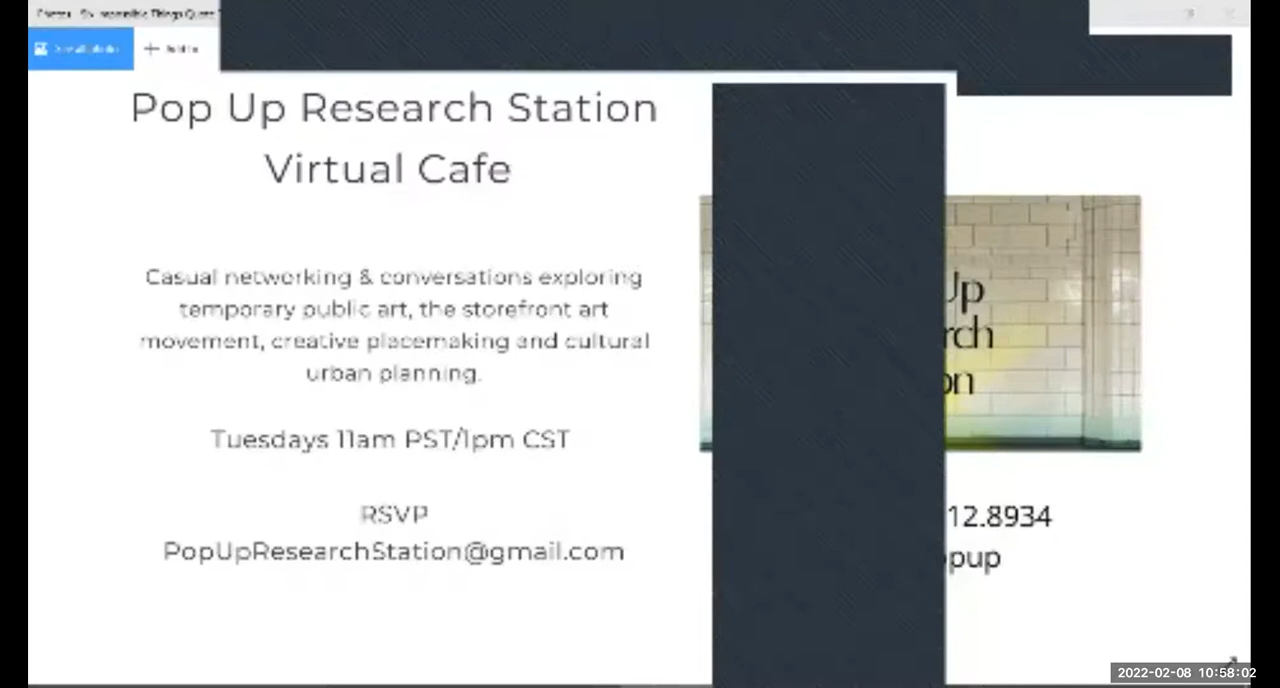 Pop Up Research Station
Virtual Cafe
Casual networking & conversations exploring
temporary public art, the storefront art
movement, creative placemaking and cultural
urban planning.
Tuesdays 11am PST/1pm CST
RSVP
PopUpResearchStation@gmail.com
Up
rch
on
12.8934
opup
2022-02-08 10:58:02